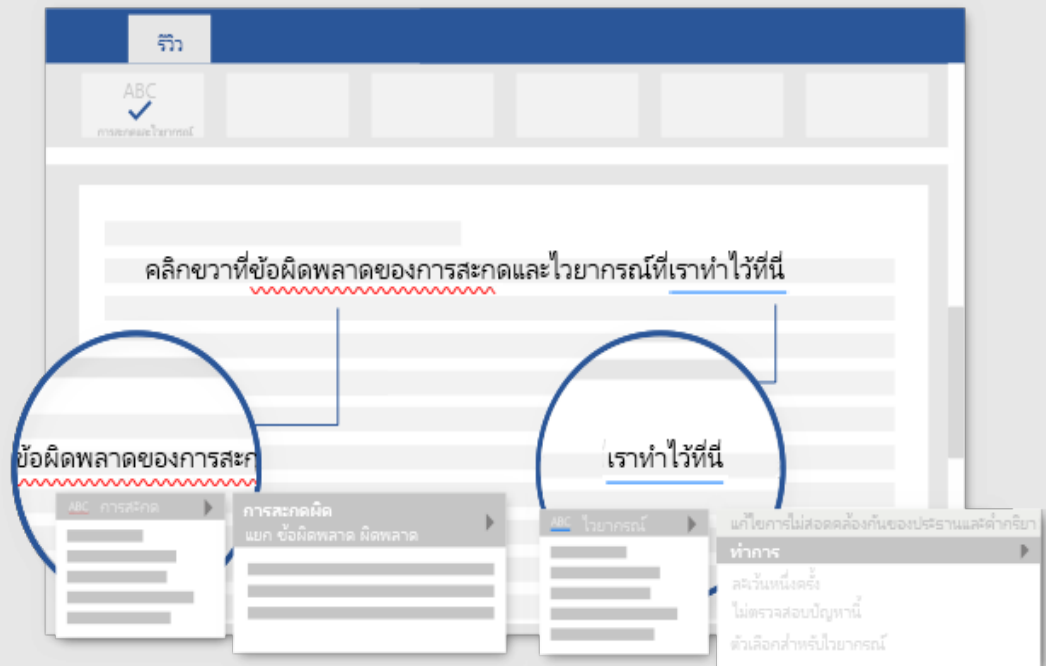 รีวิว
ABC
การสะกดและไวยากรณ์
คลิกขวาที่ข้อผิดพลาดของการสะกดและไวยากรณ์ที่เราทำไว้ที่นี่
ข้อผิดพลาดของการสะก
เราทำไว้ที่นี่
ABC การสะกด
การสะกดผิด
แยก ข้อผิดพลาด ผิดพลาด
ABC ไวยากรณ์
แก้ไขการไม่สอดคล้องกันของประธานและคำกริยา
ทำการ
ละเว้นหนึ่งครั้ง
ไม่ตรวจสอบปัญหานี้
ตัวเลือกสำหรับไวยากรณ์